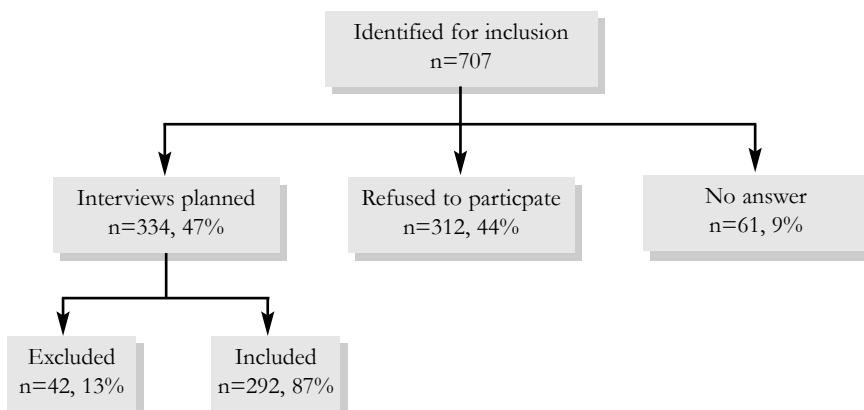 Identified for inclusion
n=707
Interviews planned
n=334, 47%
Refused to particpate
n=312, 44%
No answer
n=61, 9%
Excluded
n=42, 13%
Included
n=292, 87%